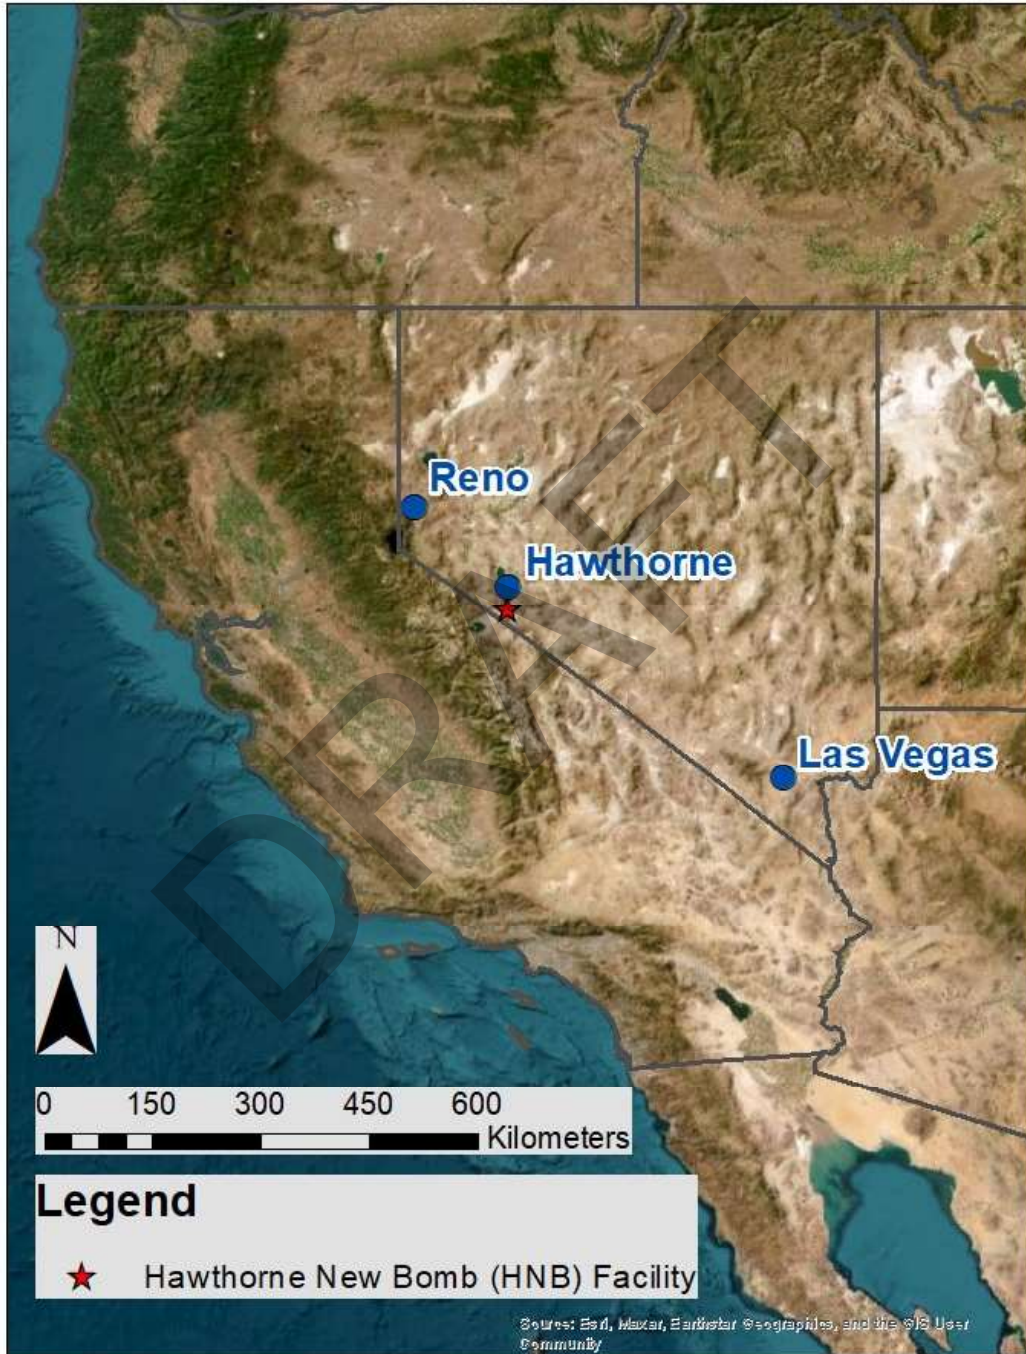 Reno
Hawthorne
Las Vegas
DRAFT
N
0 150 300 450 600
Kilometers
Legend
Hawthorne New Bomb (HNB) Facility
Source: Esri, Maxar, Earthstar Geographics, and the GIS User
Community